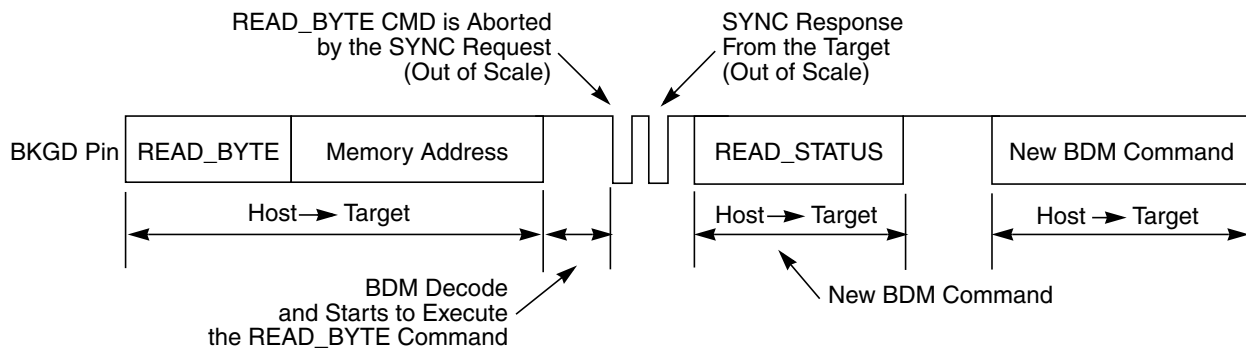 READ_BYTE CMD is Aborted
by the SYNC Request
(Out of Scale)
SYNC Response
From the Target
(Out of Scale)
BKGD Pin
READ_BYTE
Memory Address
READ_STATUS
New BDM Command
Host
Target
Host
Target
Host
Target
BDM Decode
and Starts to Execute
the READ_BYTE Command
New BDM Command